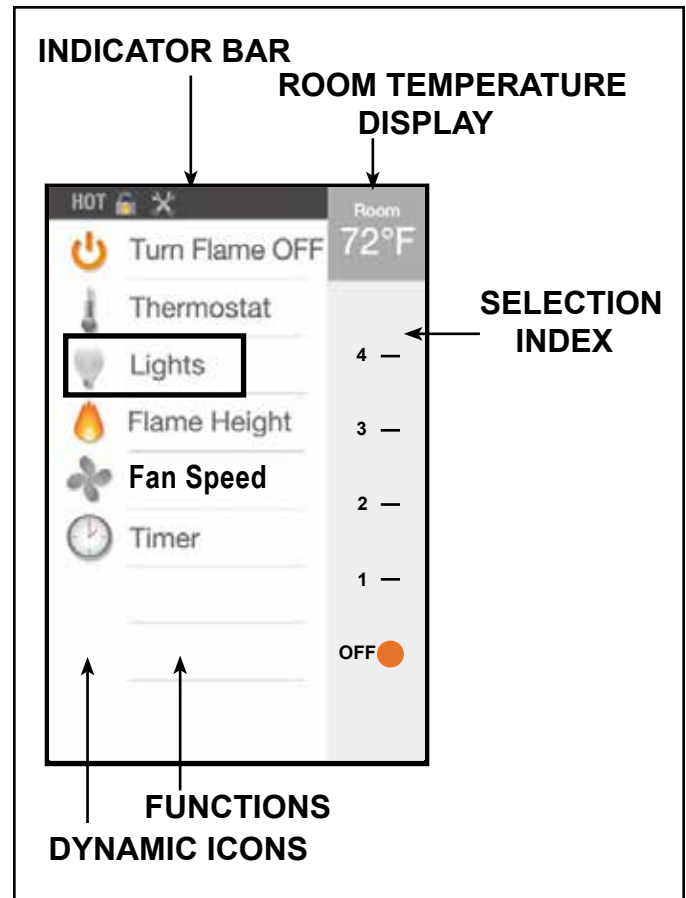 INDICATOR BAR
ROOM TEMPERATURE
DISPLAY
HOT
Room
72°F
Turn Flame OFF
Thermostat
Lights
Flame Height
Fan Speed
Timer
SELECTION
INDEX
4
3
2
1
OFF
FUNCTIONS
DYNAMIC ICONS